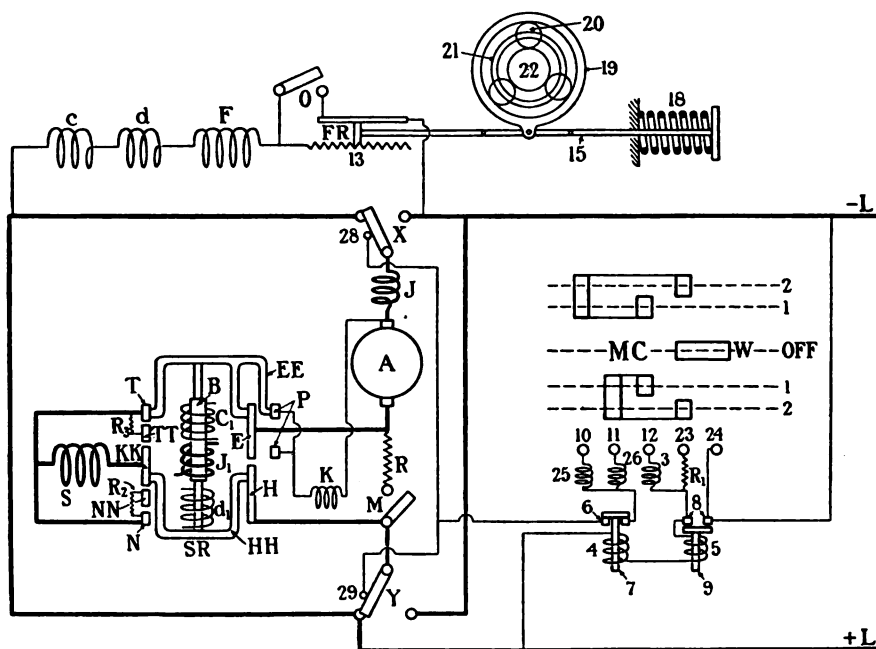 20
21
22
19
O
18
c d F
FR
13
15
-L
28 X
J
2
1
A
MC W OFF
EE
T B P
1
C₁
2
R₃ TT
E
10 11 12 23 24
KK
J₁
R
25 26 3 R₁
S
K
R₂
H
M
6 8
NN
d₁
4 5
N
SR HH
7 9
29 Y
+L